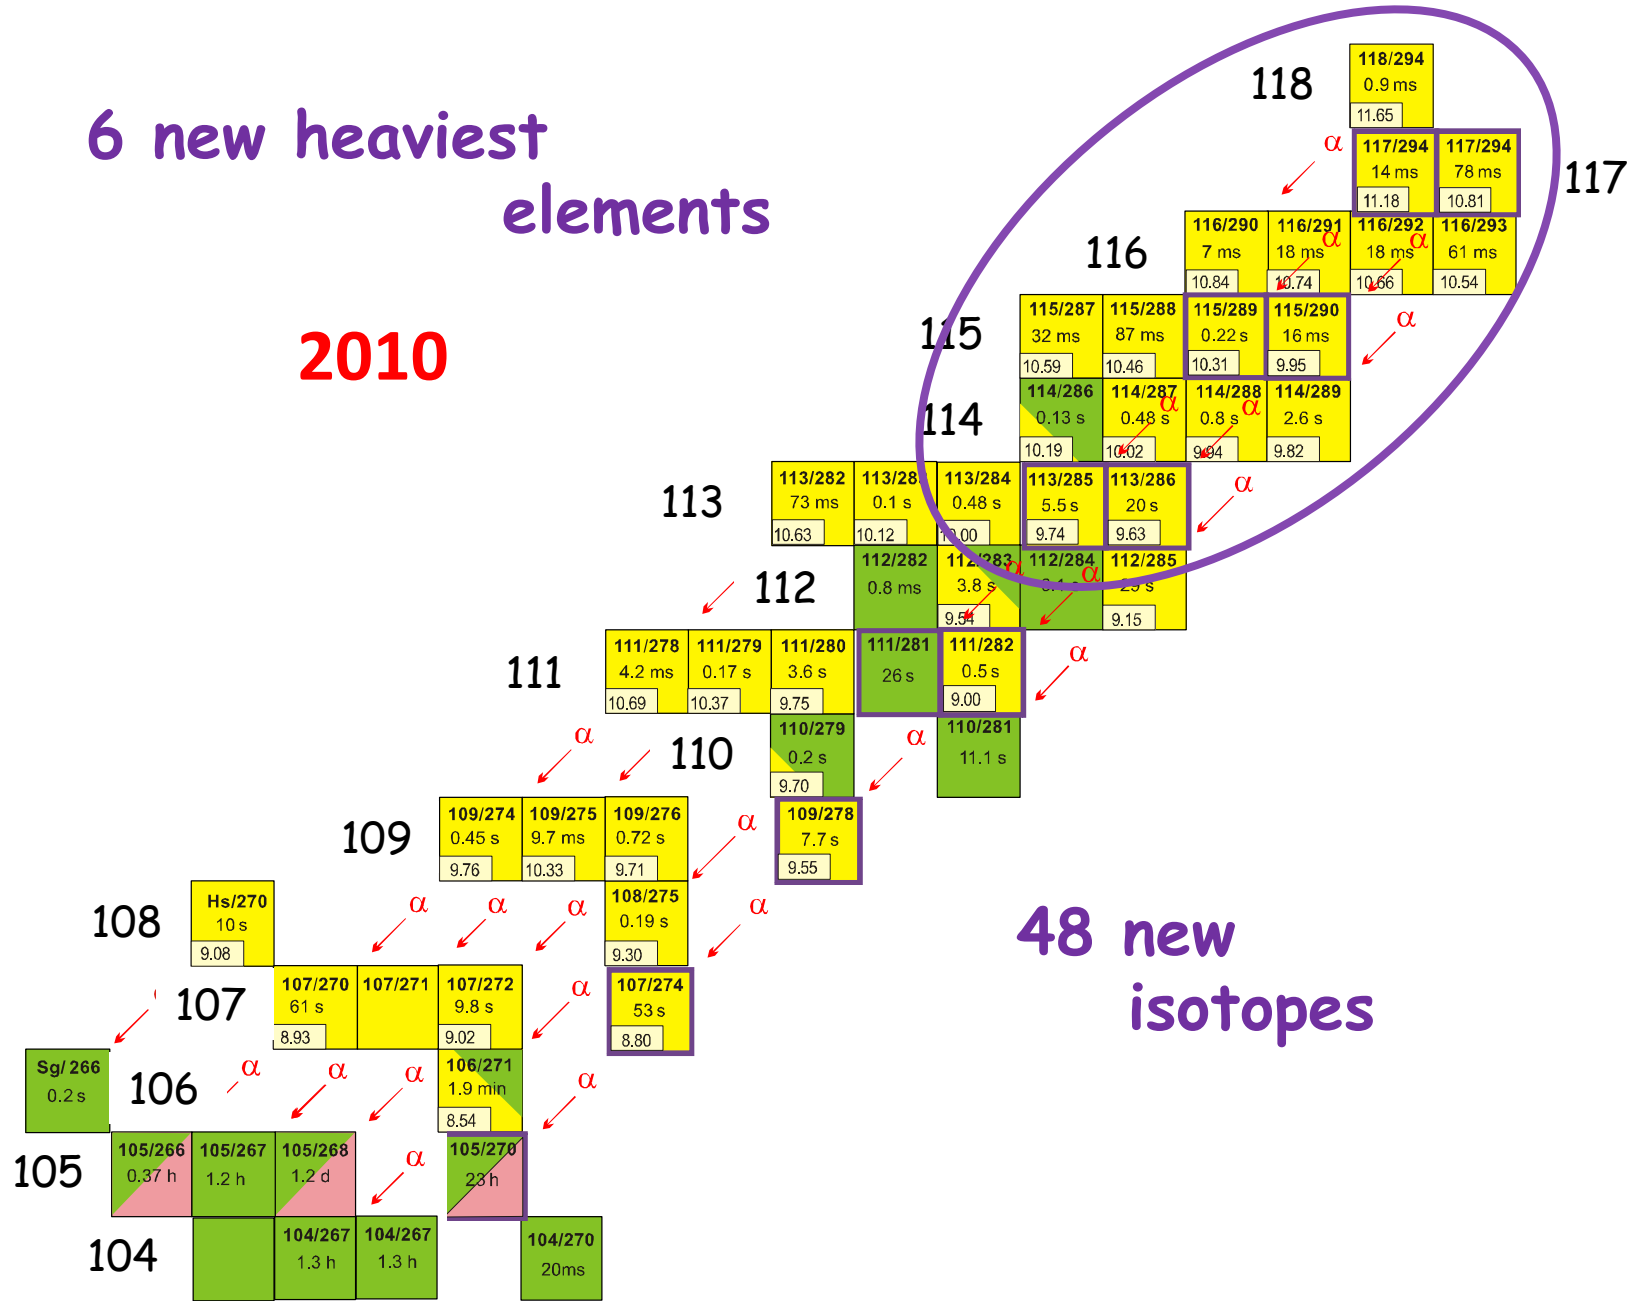 6 new heaviest
elements
2010
48 new
isotopes
118
118/294
0.9 ms
11.65
α
117/294 117/294
14 ms 78 ms
11.18 10.81
117
116
116/290 116/291 116/292 116/293
7 ms 18 ms 18 ms 61 ms
α α
10.84 10.74 10.66 10.54
115
115/287 115/288 115/289 115/290
32 ms 87 ms 0.22 s 16 ms
10.59 10.46 10.31 9.95
α
114
114/286 114/287 114/288 114/289
0.13 s 0.48 s 0.8 s 2.6 s
α α
10.19 10.02 9.94 9.82
113
113/282 113/284 113/285 113/286
73 ms 0.1 s 0.48 s 5.5 s 20 s
10.63 10.12 10.00 9.74 9.63
α
112
112/282 112/283 112/284 112/285
0.8 ms 3.8 s 29 s
α α
9.54 9.15
111
111/278 111/279 111/280 111/281 111/282
4.2 ms 0.17 s 3.6 s 26 s 0.5 s
10.69 10.37 9.75 9.00
α
110
110/279 110/281
0.2 s 11.1 s
9.70
α α
109
109/274 109/275 109/276 109/278
0.45 s 9.7 ms 0.72 s 7.7 s
9.76 10.33 9.71 9.55
α
108
Hs/270 108/275
10 s 0.19 s
9.08 9.30
α α α α
107
107/270 107/271 107/272 107/274
61 s 9.8 s 53 s
8.93 9.02 8.80
α
106
Sg/266 106/271
0.2 s 1.9 min
8.54
α α α α
105
105/266 105/267 105/268 105/270
0.37 h 1.2 h 1.2 d 23 h
α
104
104/267 104/267 104/270
1.3 h 1.3 h 20ms